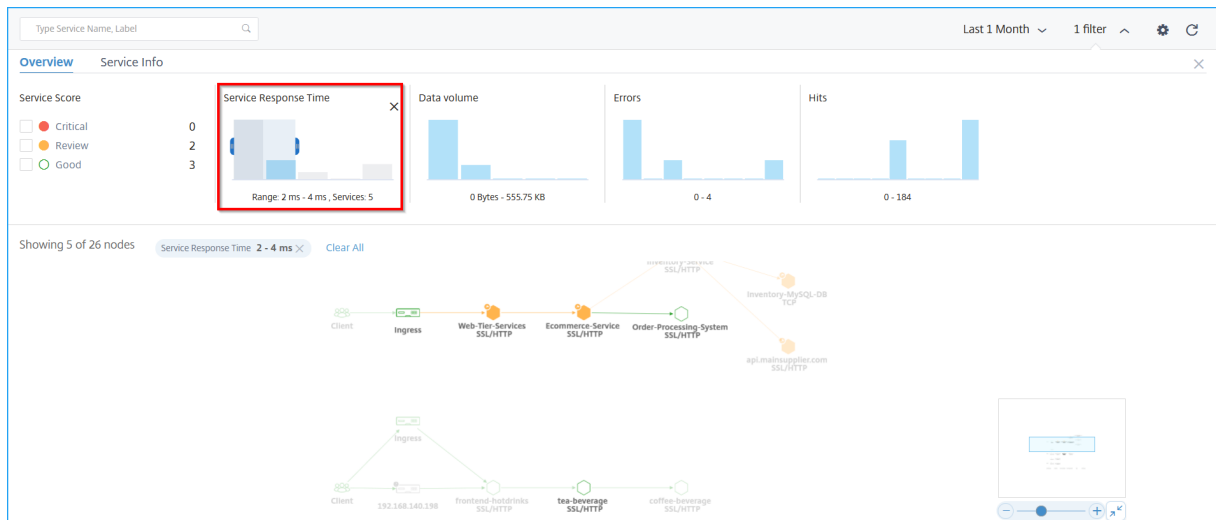 Type Service Name, Label
Last 1 Month
1 filter
Overview
Service Info
Service Score
Critical 0
Review 2
Good 3
Service Response Time
Range: 2 ms - 4 ms , Services: 5
Data volume
0 Bytes - 555.75 KB
Errors
0 - 4
Hits
0 - 184
Showing 5 of 26 nodes
Service Response Time 2 - 4 ms
Clear All
Inventory-Service
SSL/HTTP
Inventory-MySQL-DB
TCP
Client
Ingress
Web-Tier-Services
SSL/HTTP
Ecommerce-Service
SSL/HTTP
Order-Processing-System
SSL/HTTP
api.mainsupplier.com
SSL/HTTP
Ingress
Client
192.168.140.198
frontend-hotdrinks
SSL/HTTP
tea-beverage
SSL/HTTP
coffee-beverage
SSL/HTTP